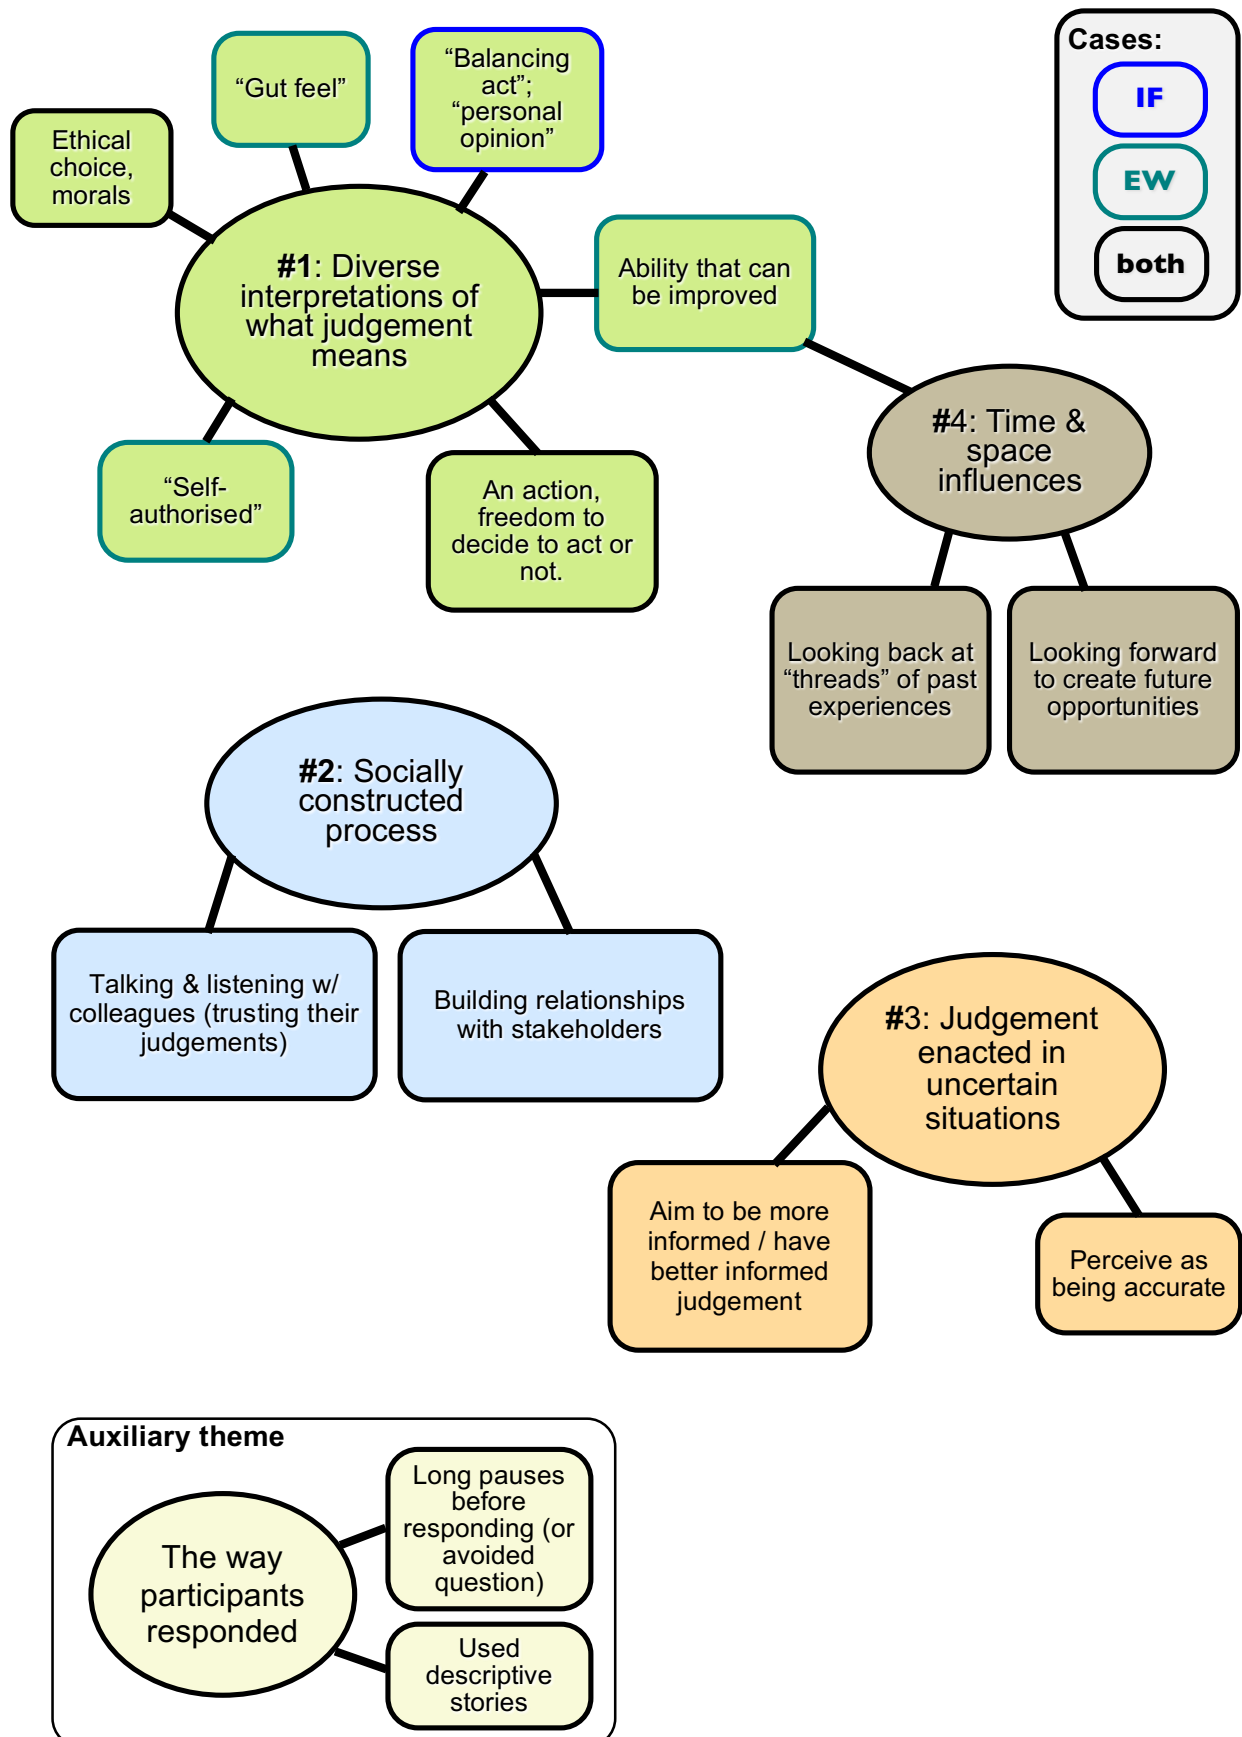 Cases:
IF
EW
both
“Gut feel”
“Balancing
act”;
“personal
opinion”
Ethical
choice,
morals
#1: Diverse
interpretations of
what judgement
means
Ability that can
be improved
“Self-
authorised”
An action,
freedom to
decide to act or
not.
#4: Time &
space
influences
Looking back at
“threads” of past
experiences
Looking forward
to create future
opportunities
#2: Socially
constructed
process
Talking & listening w/
colleagues (trusting their
judgements)
Building relationships
with stakeholders
#3: Judgement
enacted in
uncertain
situations
Aim to be more
informed / have
better informed
judgement
Perceive as
being accurate
Auxiliary theme
The way
participants
responded
Long pauses
before
responding (or
avoided
question)
Used
descriptive
stories